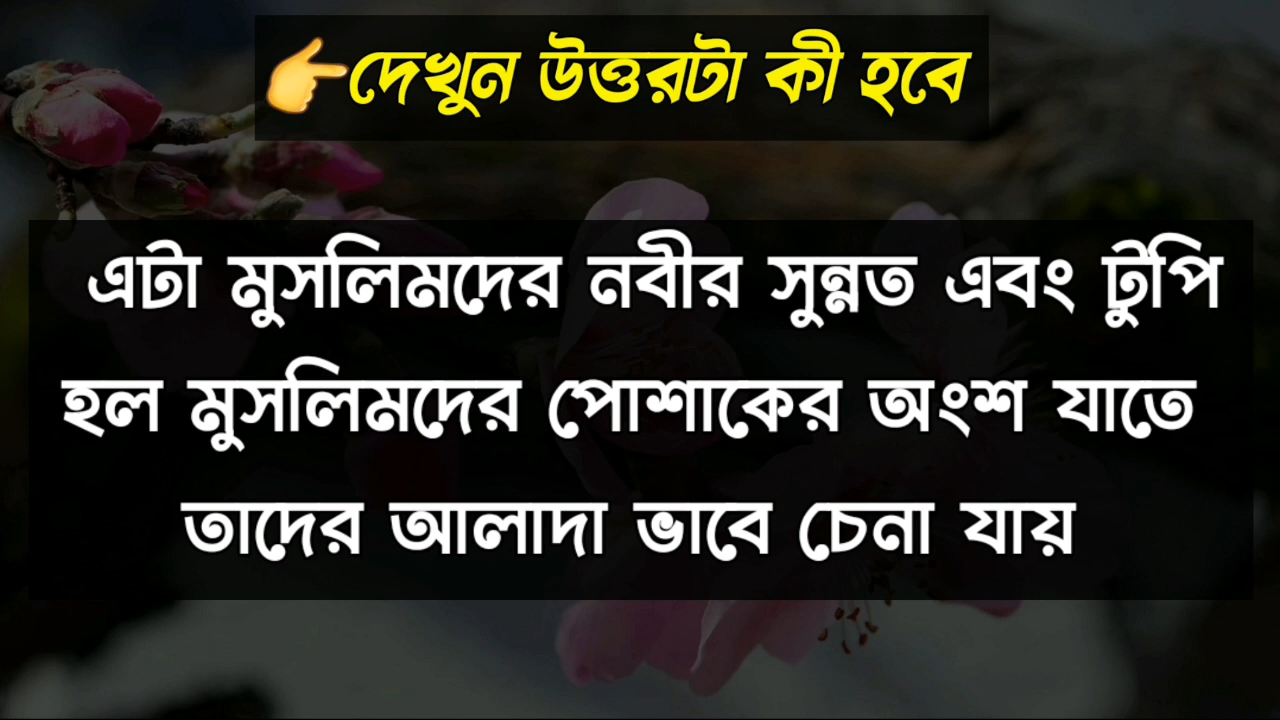 👉দেখুন উত্তরটা কী হবে
এটা মুসলিমদের নবীর সুন্নত এবং টুপি
হল মুসলিমদের পোশাকের অংশ যাতে
তাদের আলাদা ভাবে চেনা যায়